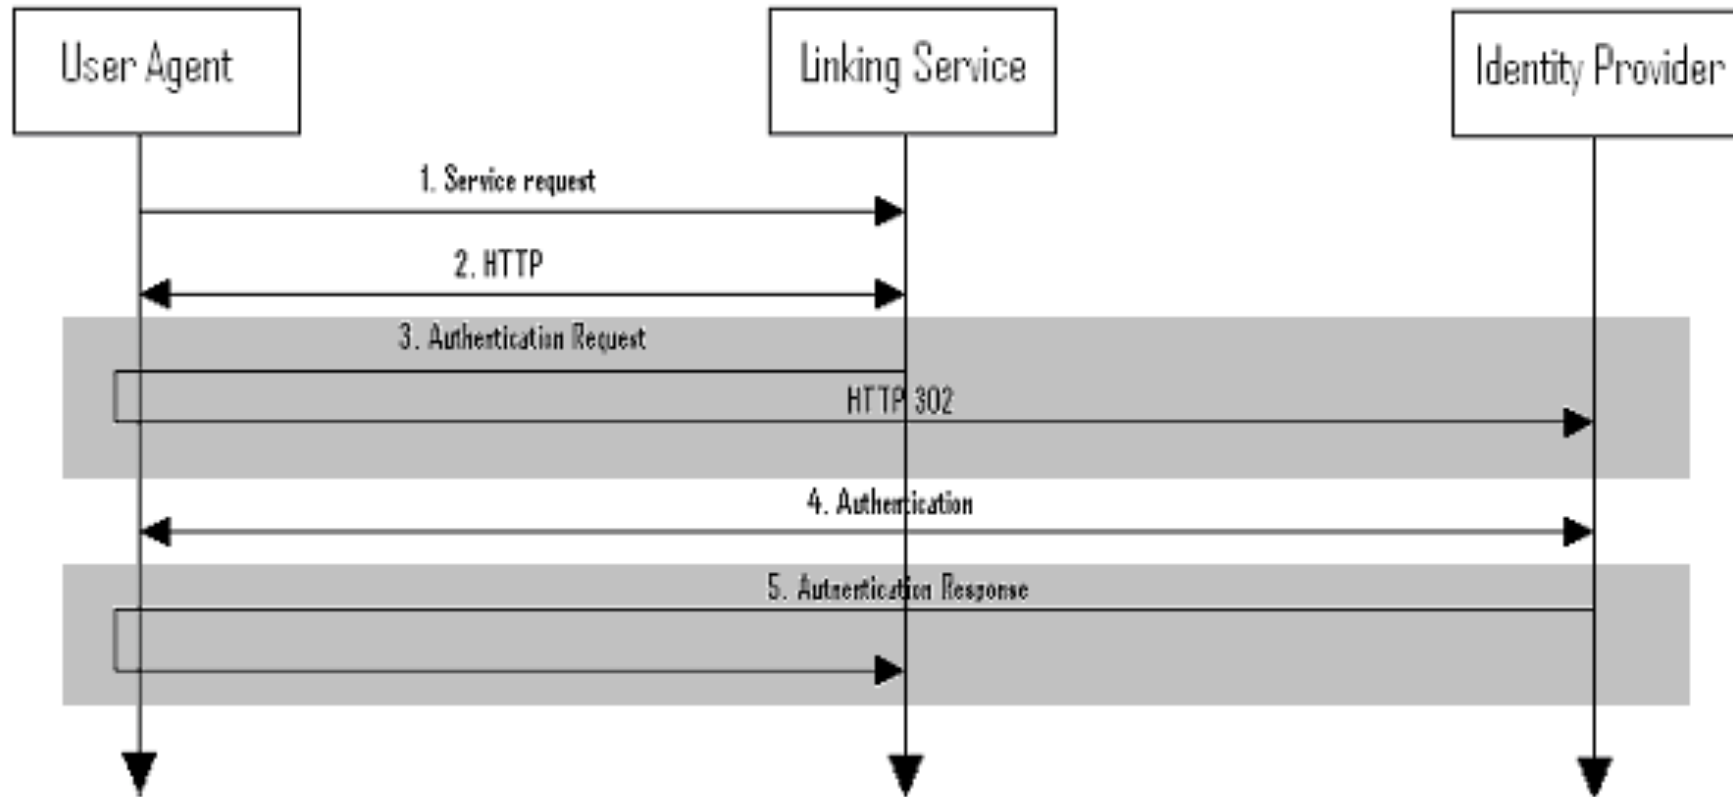 User Agent
Linking Service
Identity Provider
1. Service request
2. HTTP
3. Authentication Request
HTTP 302
4. Authentication
5. Autnentication Response